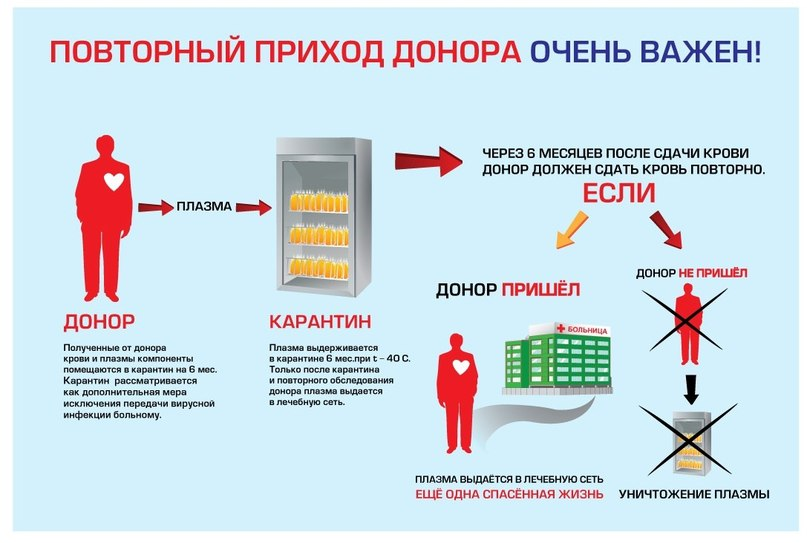 ПОВТОРНЫЙ ПРИХОД ДОНОРА ОЧЕНЬ ВАЖЕН!
ПЛАЗМА
ЧЕРЕЗ 6 МЕСЯЦЕВ ПОСЛЕ СДАЧИ КРОВИ
ДОНОР ДОЛЖЕН СДАТЬ КРОВЬ ПОВТОРНО.
ЕСЛИ
ДОНОР
Полученные от донора
крови и плазмы компоненты
помещаются в карантин на 6 мес.
Карантин рассматривается
как дополнительная мера
исключения передачи вирусной
инфекции больному.
КАРАНТИН
Плазма выдерживается
в карантине 6 мес.при t – 40 С.
Только после карантина
и повторного обследования
донора плазма выдается
в лечебную сеть.
ДОНОР ПРИШЁЛ
БОЛЬНИЦА
ПЛАЗМА ВЫДАЁТСЯ В ЛЕЧЕБНУЮ СЕТЬ
ЕЩЁ ОДНА СПАСЁННАЯ ЖИЗНЬ
ДОНОР НЕ ПРИШЁЛ
УНИЧТОЖЕНИЕ ПЛАЗМЫ